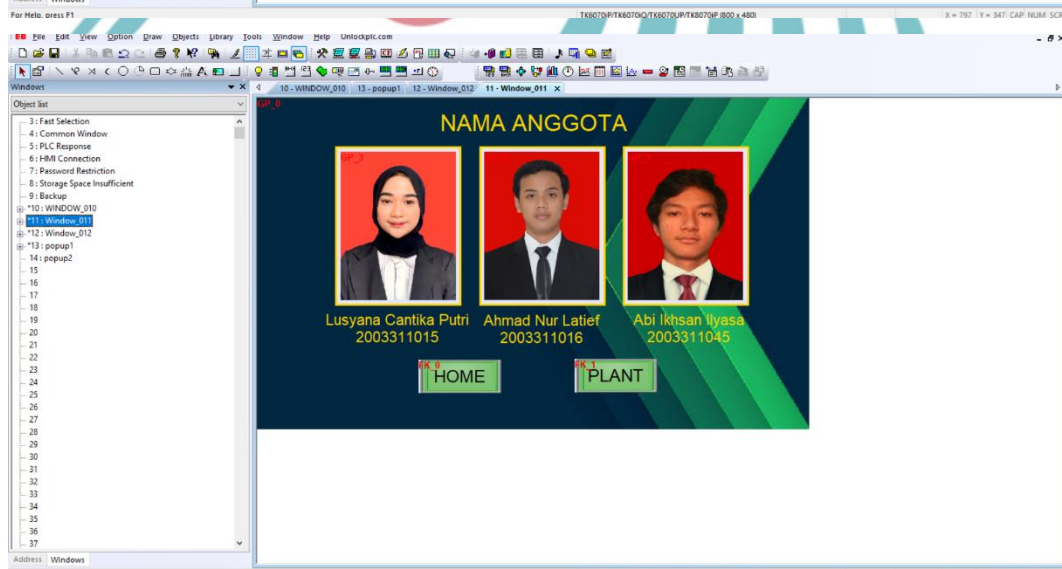 Address Windows
For Help, press F1 TK6070iP/TK6070iQ/TK6070UP/TK8070iP (800 x 480) X = 797 Y = 347 CAP NUM SCR
EB File Edit View Option Draw Objects Library Tools Window Help Unlockplc.com
Windows
10 - WINDOW_010 13 - popup1 12 - Window_012 11 - Window_011
Object list
3 : Fast Selection
4 : Common Window
5 : PLC Response
6 : HMI Connection
7 : Password Restriction
8 : Storage Space Insufficient
9 : Backup
*10 : WINDOW_010
*11 : Window_011
*12 : Window_012
*13 : popup1
14 : popup2
15
16
17
18
19
20
21
22
23
24
25
26
27
28
29
30
31
32
33
34
35
36
37
Address Windows
GP_0
NAMA ANGGOTA
GP_3
Lusyana Cantika Putri
2003311015
Ahmad Nur Latief
2003311016
Abi Ikhsan Ilyasa
2003311045
FK_0
HOME
FK_1
PLANT